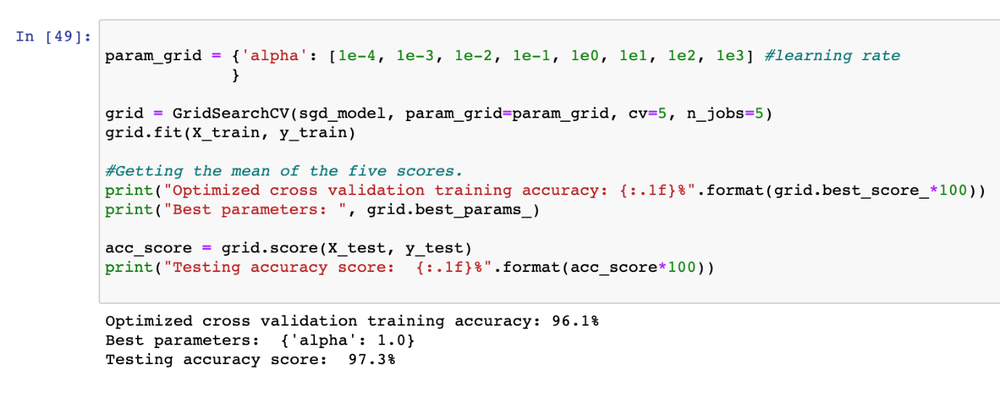 In [49]:
param_grid = {'alpha': [1e-4, 1e-3, 1e-2, 1e-1, 1e0, 1e1, 1e2, 1e3] #learning rate
             }
grid = GridSearchCV(sgd_model, param_grid=param_grid, cv=5, n_jobs=5)
grid.fit(X_train, y_train)
#Getting the mean of the five scores.
print("Optimized cross validation training accuracy: {:.1f}%".format(grid.best_score_*100))
print("Best parameters: ", grid.best_params_)
acc_score = grid.score(X_test, y_test)
print("Testing accuracy score:  {:.1f}%".format(acc_score*100))
Optimized cross validation training accuracy: 96.1%
Best parameters:  {'alpha': 1.0}
Testing accuracy score:  97.3%